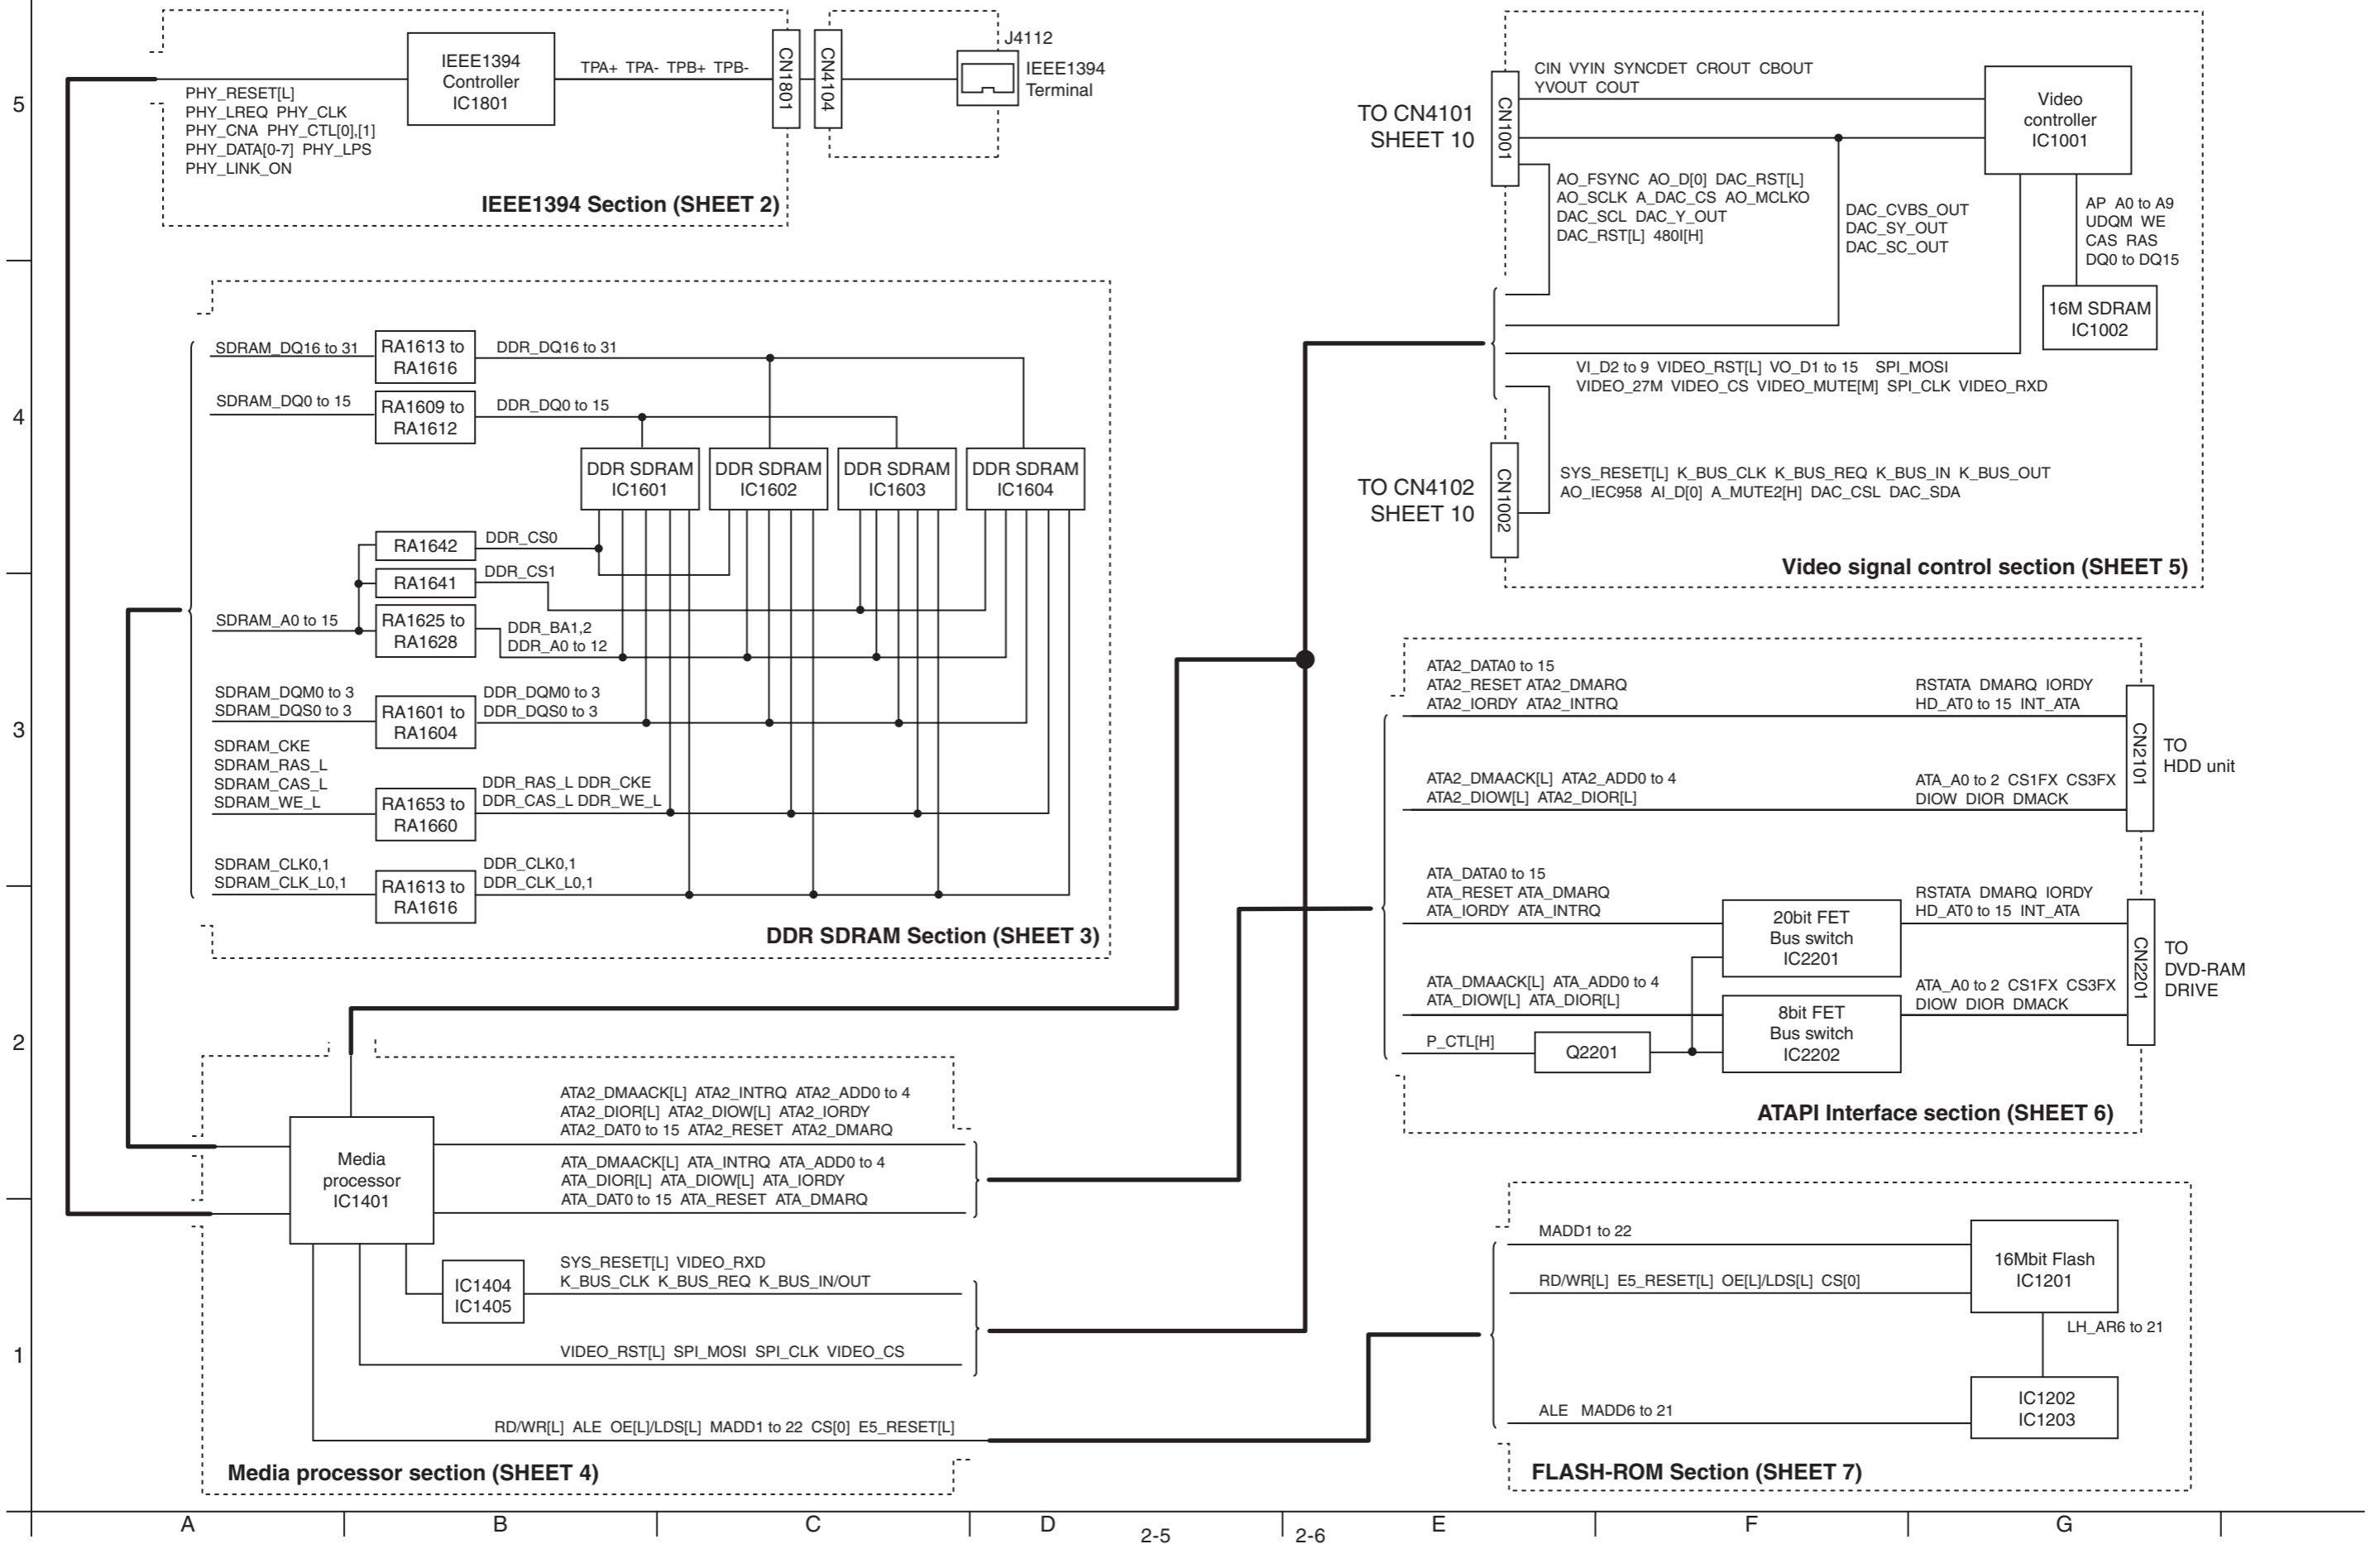 5
4
3
2
1
IEEE1394
Controller
IC1801
TPA+ TPA- TPB+ TPB-
CN1801
CN4104
J4112
IEEE1394
Terminal
PHY_RESET[L]
PHY_LREQ PHY_CLK
PHY_CNA PHY_CTL[0],[1]
PHY_DATA[0-7] PHY_LPS
PHY_LINK_ON
IEEE1394 Section (SHEET 2)
SDRAM_DQ16 to 31
RA1613 to
RA1616
DDR_DQ16 to 31
SDRAM_DQ0 to 15
RA1609 to
RA1612
DDR_DQ0 to 15
DDR SDRAM
IC1601
DDR SDRAM
IC1602
DDR SDRAM
IC1603
DDR SDRAM
IC1604
RA1642
DDR_CS0
RA1641
DDR_CS1
SDRAM_A0 to 15
RA1625 to
RA1628
DDR_BA1,2
DDR_A0 to 12
SDRAM_DQM0 to 3
SDRAM_DQS0 to 3
RA1601 to
RA1604
DDR_DQM0 to 3
DDR_DQS0 to 3
SDRAM_CKE
SDRAM_RAS_L
SDRAM_CAS_L
SDRAM_WE_L
RA1653 to
RA1660
DDR_RAS_L DDR_CKE
DDR_CAS_L DDR_WE_L
SDRAM_CLK0,1
SDRAM_CLK_L0,1
RA1613 to
RA1616
DDR_CLK0,1
DDR_CLK_L0,1
DDR SDRAM Section (SHEET 3)
Media
processor
IC1401
ATA2_DMAACK[L] ATA2_INTRQ ATA2_ADD0 to 4
ATA2_DIOR[L] ATA2_DIOW[L] ATA2_IORDY
ATA2_DAT0 to 15 ATA2_RESET ATA2_DMARQ
ATA_DMAACK[L] ATA_INTRQ ATA_ADD0 to 4
ATA_DIOR[L] ATA_DIOW[L] ATA_IORDY
ATA_DAT0 to 15 ATA_RESET ATA_DMARQ
IC1404
IC1405
SYS_RESET[L] VIDEO_RXD
K_BUS_CLK K_BUS_REQ K_BUS_IN/OUT
VIDEO_RST[L] SPI_MOSI SPI_CLK VIDEO_CS
RD/WR[L] ALE OE[L]/LDS[L] MADD1 to 22 CS[0] E5_RESET[L]
Media processor section (SHEET 4)
TO CN4101
SHEET 10
CN1001
CIN VYIN SYNCDET CROUT CBOUT
YVOUT COUT
Video
controller
IC1001
AO_FSYNC AO_D[0] DAC_RST[L]
AO_SCLK A_DAC_CS AO_MCLKO
DAC_SCL DAC_Y_OUT
DAC_RST[L] 480I[H]
DAC_CVBS_OUT
DAC_SY_OUT
DAC_SC_OUT
AP A0 to A9
UDQM WE
CAS RAS
DQ0 to DQ15
16M SDRAM
IC1002
VI_D2 to 9 VIDEO_RST[L] VO_D1 to 15 SPI_MOSI
VIDEO_27M VIDEO_CS VIDEO_MUTE[M] SPI_CLK VIDEO_RXD
TO CN4102
SHEET 10
CN1002
SYS_RESET[L] K_BUS_CLK K_BUS_REQ K_BUS_IN K_BUS_OUT
AO_IEC958 AI_D[0] A_MUTE2[H] DAC_CSL DAC_SDA
Video signal control section (SHEET 5)
ATA2_DATA0 to 15
ATA2_RESET ATA2_DMARQ
ATA2_IORDY ATA2_INTRQ
RSTATA DMARQ IORDY
HD_AT0 to 15 INT_ATA
CN2101
TO
HDD unit
ATA2_DMAACK[L] ATA2_ADD0 to 4
ATA2_DIOW[L] ATA2_DIOR[L]
ATA_A0 to 2 CS1FX CS3FX
DIOW DIOR DMACK
ATA_DATA0 to 15
ATA_RESET ATA_DMARQ
ATA_IORDY ATA_INTRQ
20bit FET
Bus switch
IC2201
RSTATA DMARQ IORDY
HD_AT0 to 15 INT_ATA
CN2201
TO
DVD-RAM
DRIVE
ATA_DMAACK[L] ATA_ADD0 to 4
ATA_DIOW[L] ATA_DIOR[L]
8bit FET
Bus switch
IC2202
ATA_A0 to 2 CS1FX CS3FX
DIOW DIOR DMACK
P_CTL[H]
Q2201
ATAPI Interface section (SHEET 6)
MADD1 to 22
16Mbit Flash
IC1201
RD/WR[L] E5_RESET[L] OE[L]/LDS[L] CS[0]
LH_AR6 to 21
ALE MADD6 to 21
IC1202
IC1203
FLASH-ROM Section (SHEET 7)
A B C D 2-5 2-6 E F G